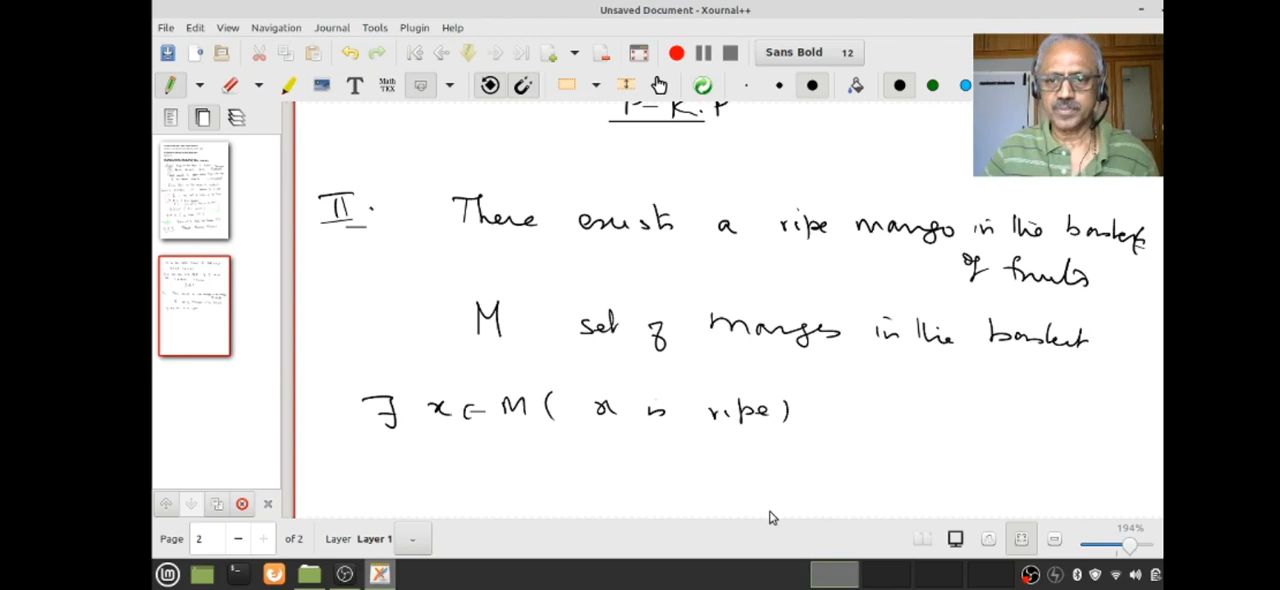 Unsaved Document - Xournal++
File Edit View Navigation Journal Tools Plugin Help
Sans Bold 12
T Math TEX
II. There exists a ripe mango in the basket
of fruits
M set of mangoes in the basket
∃ x ∈ M ( x is ripe )
Page 2 of 2 Layer Layer 1 194%